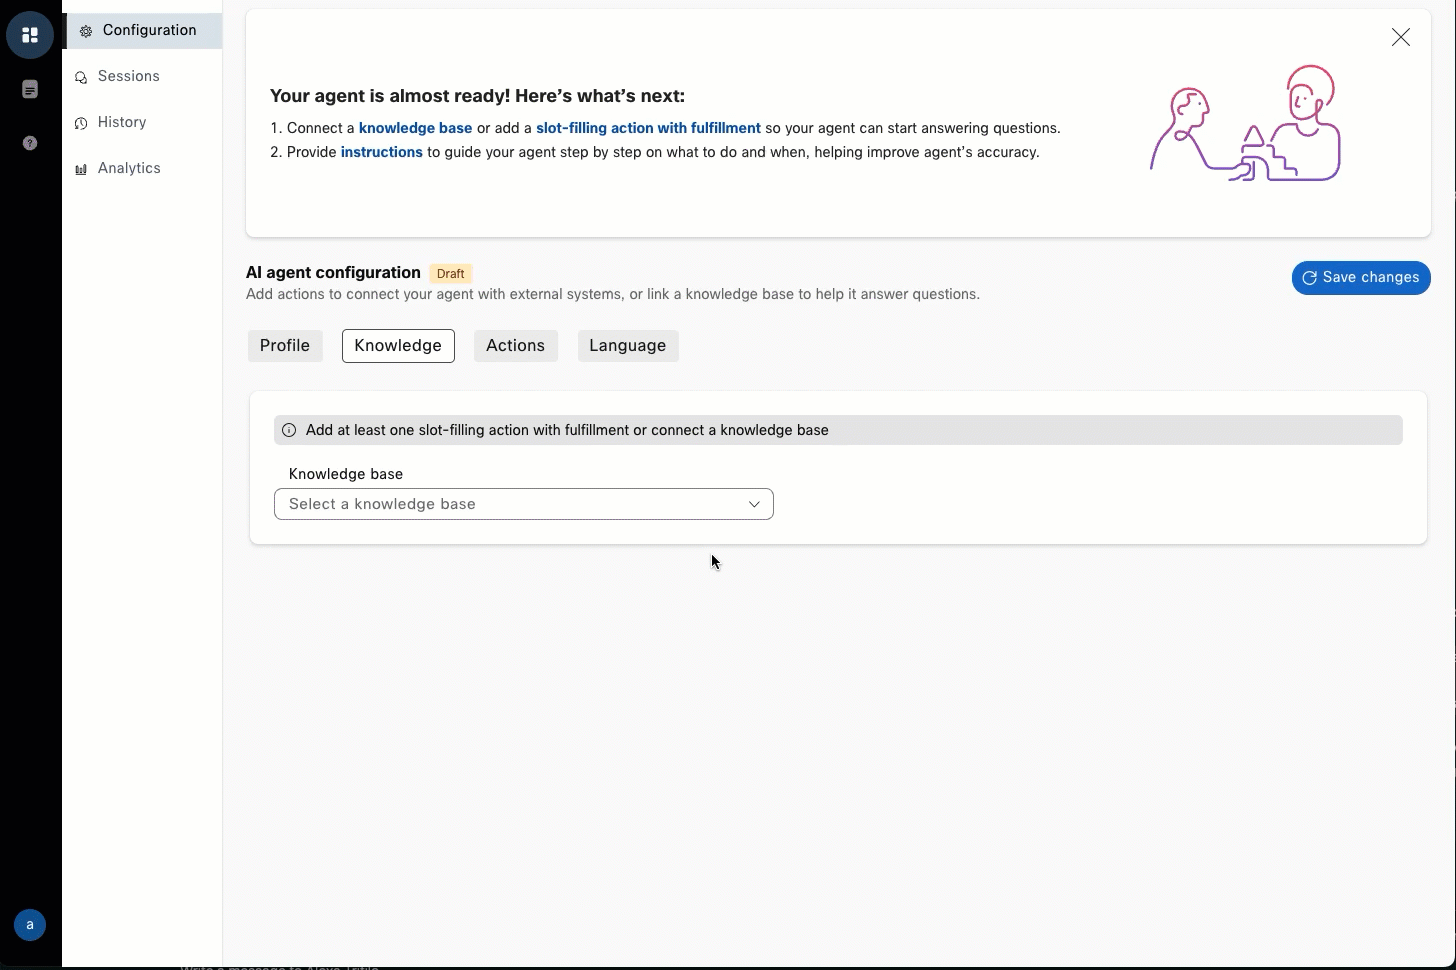 Configuration
Sessions
History
Analytics
Your agent is almost ready! Here's what's next:
1. Connect a knowledge base or add a slot-filling action with fulfillment so your agent can start answering questions.
2. Provide instructions to guide your agent step by step on what to do and when, helping improve agent's accuracy.
AI agent configuration Draft
Save changes
Add actions to connect your agent with external systems, or link a knowledge base to help it answer questions.
Profile Knowledge Actions Language
Add at least one slot-filling action with fulfillment or connect a knowledge base
Knowledge base
Select a knowledge base
a